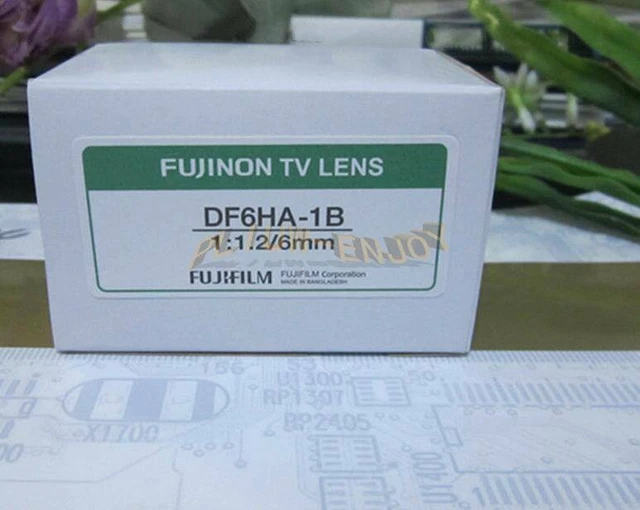 FUJINON TV LENS
DF6HA-1B
1:1.2/6mm
ENJOY
FUJIFILM FUJIFILM Corporation
MADE IN BANGLADESH
156
U1300
RP1307
RP2405
X1700
U1400